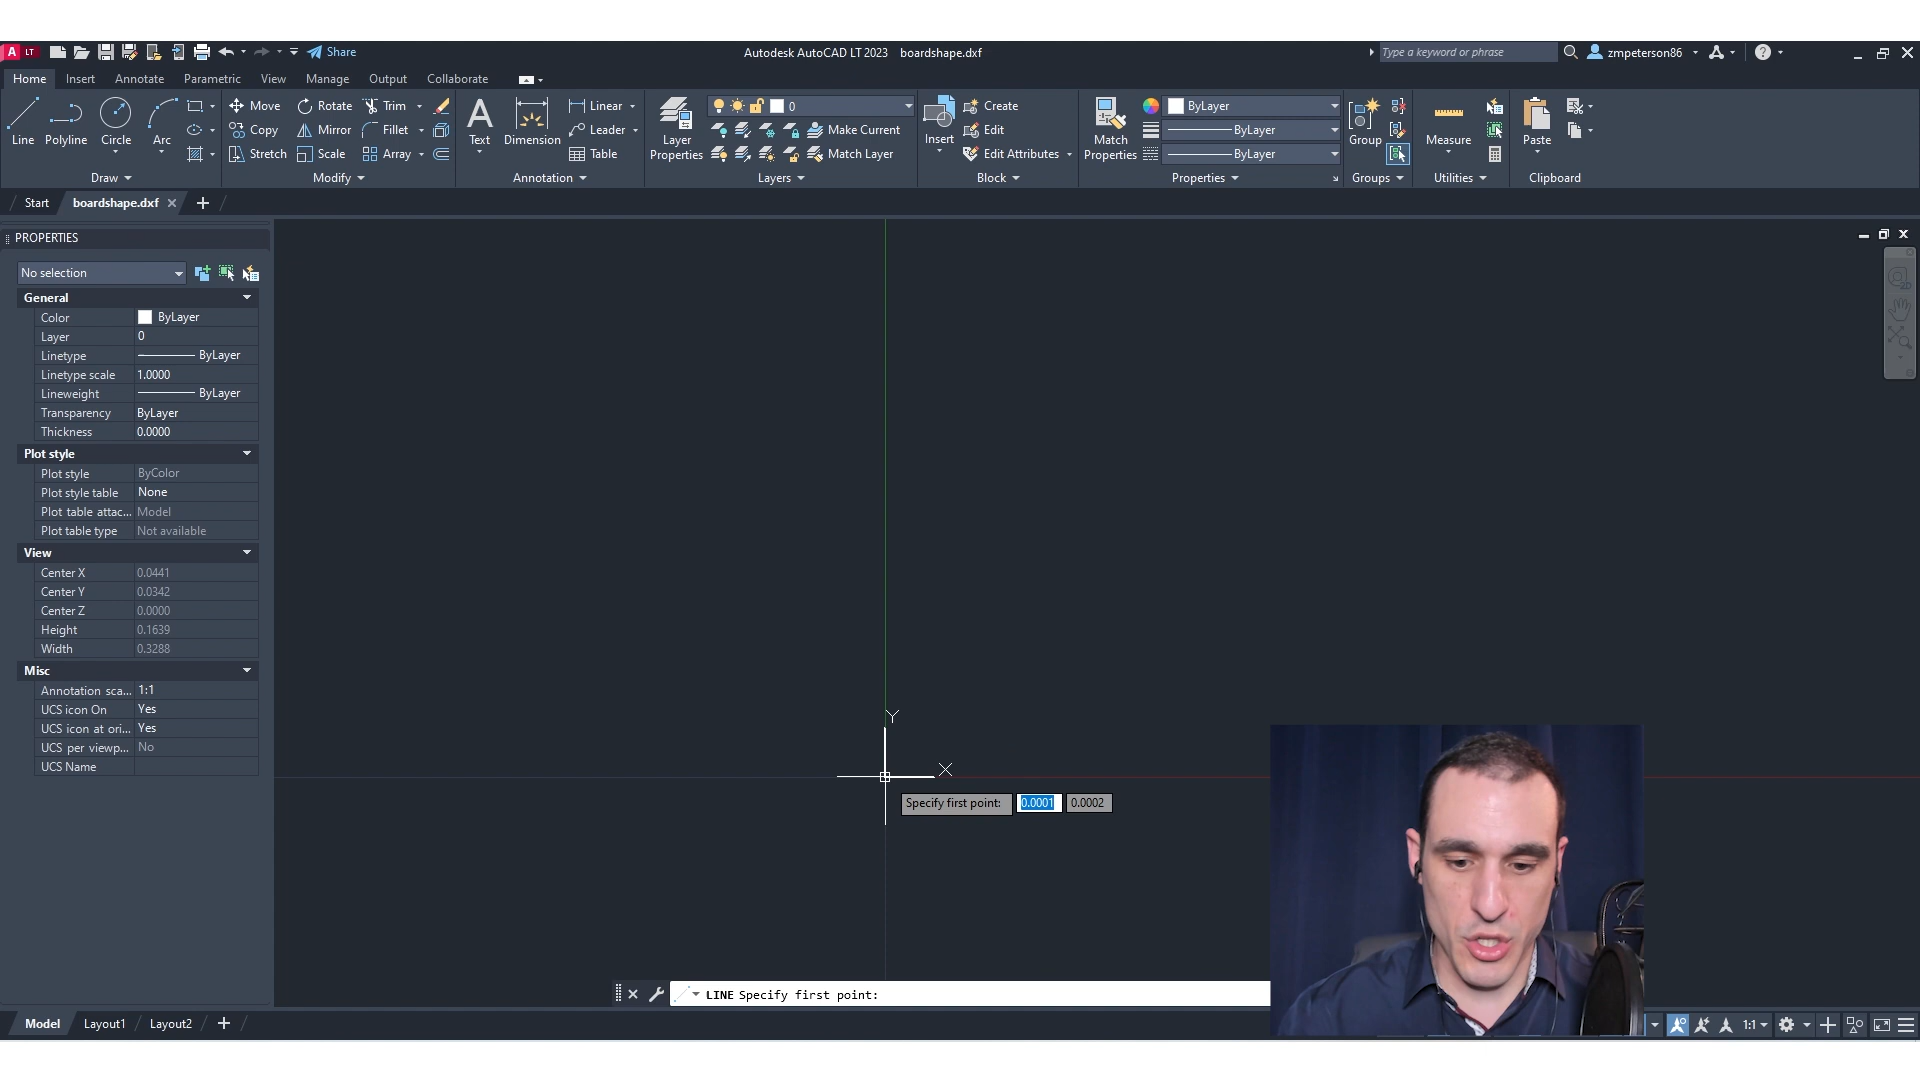 A LT
Share
Autodesk AutoCAD LT 2023 boardshape.dxf
Type a keyword or phrase
zmpeterson86
Home Insert Annotate Parametric View Manage Output Collaborate
Line Polyline Circle Arc
Move Rotate Trim
Copy Mirror Fillet
Stretch Scale Array
Text Dimension
Linear
Leader
Table
Layer
Properties
0
Make Current
Match Layer
Insert
Create
Edit
Edit Attributes
Match
Properties
ByLayer
ByLayer
ByLayer
Group
Measure
Paste
Draw Modify Annotation Layers Block Properties Groups Utilities Clipboard
Start boardshape.dxf
PROPERTIES
No selection
General
Color ByLayer
Layer 0
Linetype ByLayer
Linetype scale 1.0000
Lineweight ByLayer
Transparency ByLayer
Thickness 0.0000
Plot style
Plot style ByColor
Plot style table None
Plot table attac... Model
Plot table type Not available
View
Center X 0.0441
Center Y 0.0342
Center Z 0.0000
Height 0.1639
Width 0.3288
Misc
Annotation sca... 1:1
UCS icon On Yes
UCS icon at ori... Yes
UCS per viewp... No
UCS Name
Y
X
Specify first point: 0.0001 0.0002
LINE Specify first point:
Model Layout1 Layout2
1:1